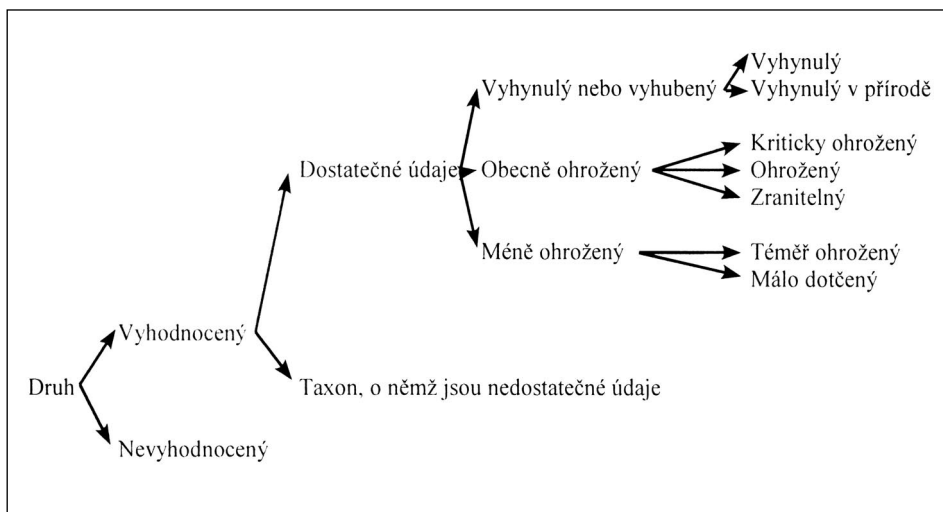 Vyhynulý
Vyhynulý nebo vyhubený
Vyhynulý v přírodě
Kriticky ohrožený
Dostatečné údaje
Obecně ohrožený
Ohrožený
Zranitelný
Méně ohrožený
Téměř ohrožený
Málo dotčený
Vyhodnocený
Druh
Taxon, o němž jsou nedostatečné údaje
Nevyhodnocený